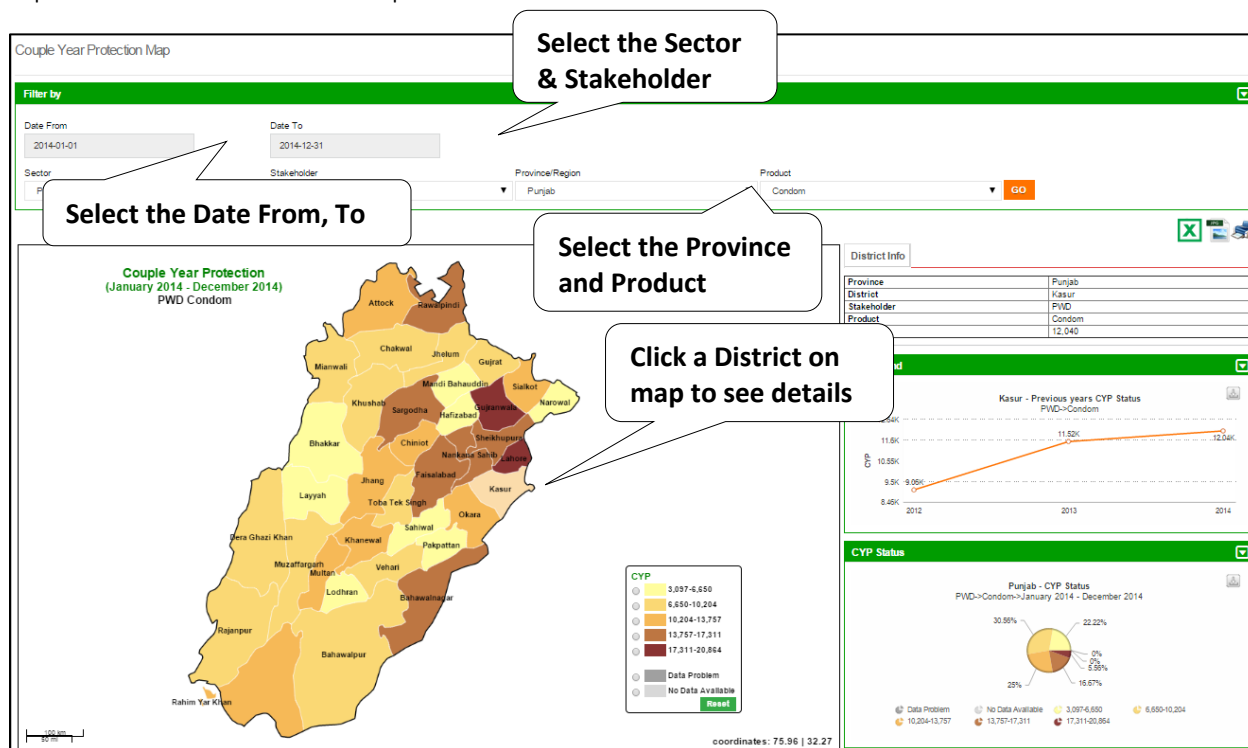 Couple Year Protection Map
Select the Sector
& Stakeholder
Filter by
Date From
Date To
2014-01-01
2014-12-31
Sector
Stakeholder
Province/Region
Product
P
Punjab
Condom
GO
Select the Date From, To
Select the Province
and Product
Click a District on
map to see details
Couple Year Protection
(January 2014 - December 2014)
PWD Condom
Attock
Rawalpindi
Chakwal
Jhelum
Gujrat
Mianwali
Mandi Bahauddin
Sialkot
Khushab
Sargodha
Gujranwala
Narowal
Hafizabad
Bhakkar
Chiniot
Sheikhupura
Nankana Sahib
Lahore
Faisalabad
Jhang
Kasur
Layyah
Toba Tek Singh
Okara
Sahiwal
Dera Ghazi Khan
Khanewal
Pakpattan
Muzaffargarh
Multan
Vehari
Lodhran
Bahawalnagar
Rajanpur
Bahawalpur
Rahim Yar Khan
100 km
50 mi
CYP
3,097-6,650
6,650-10,204
10,204-13,757
13,757-17,311
17,311-20,864
Data Problem
No Data Available
Reset
coordinates: 75.96 | 32.27
District Info
Province Punjab
District Kasur
Stakeholder PWD
Product Condom
12,040
Kasur - Previous years CYP Status
PWD->Condom
11.6K
10.55K
9.5K
8.45K
CYP
9.05K
11.52K
12.04K
2012
2013
2014
CYP Status
Punjab - CYP Status
PWD->Condom->January 2014 - December 2014
30.56%
22.22%
0%
0%
5.56%
16.67%
25%
Data Problem
No Data Available
3,097-6,650
6,650-10,204
10,204-13,757
13,757-17,311
17,311-20,864